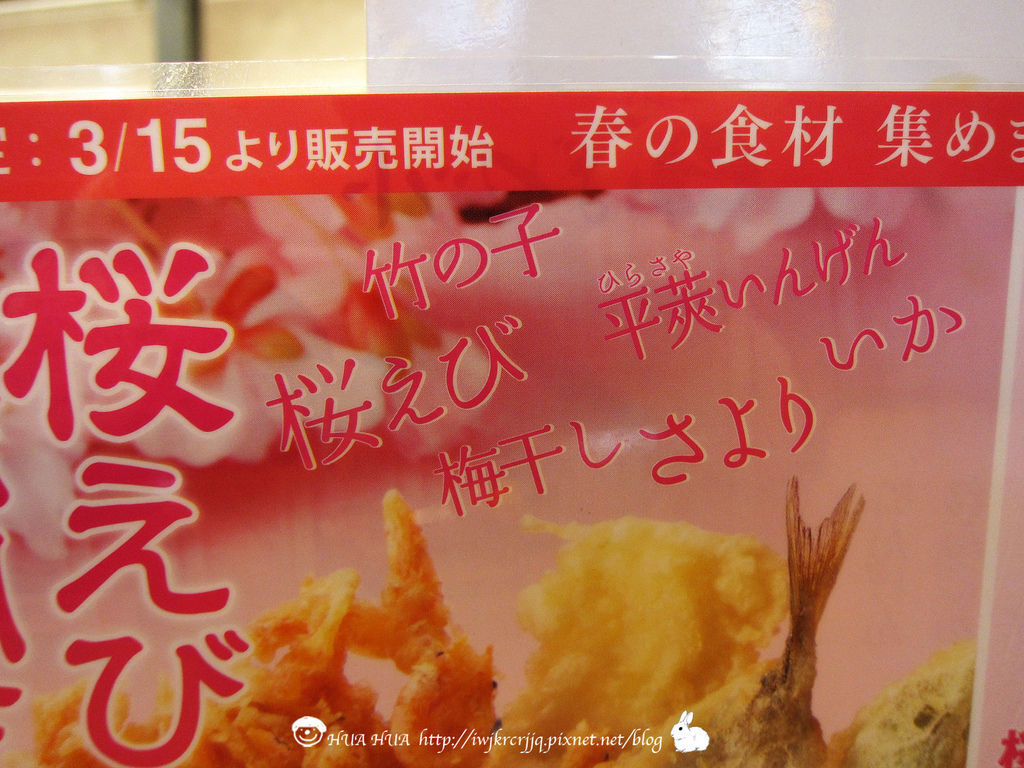 : 3/15より販売開始
春の食材 集めま
桜えび
竹の子
ひらさや
平莢いんげん
桜えび
いか
梅干し
さより
HUA HUA http://iwjkrcrjjq.pixnet.net/blog